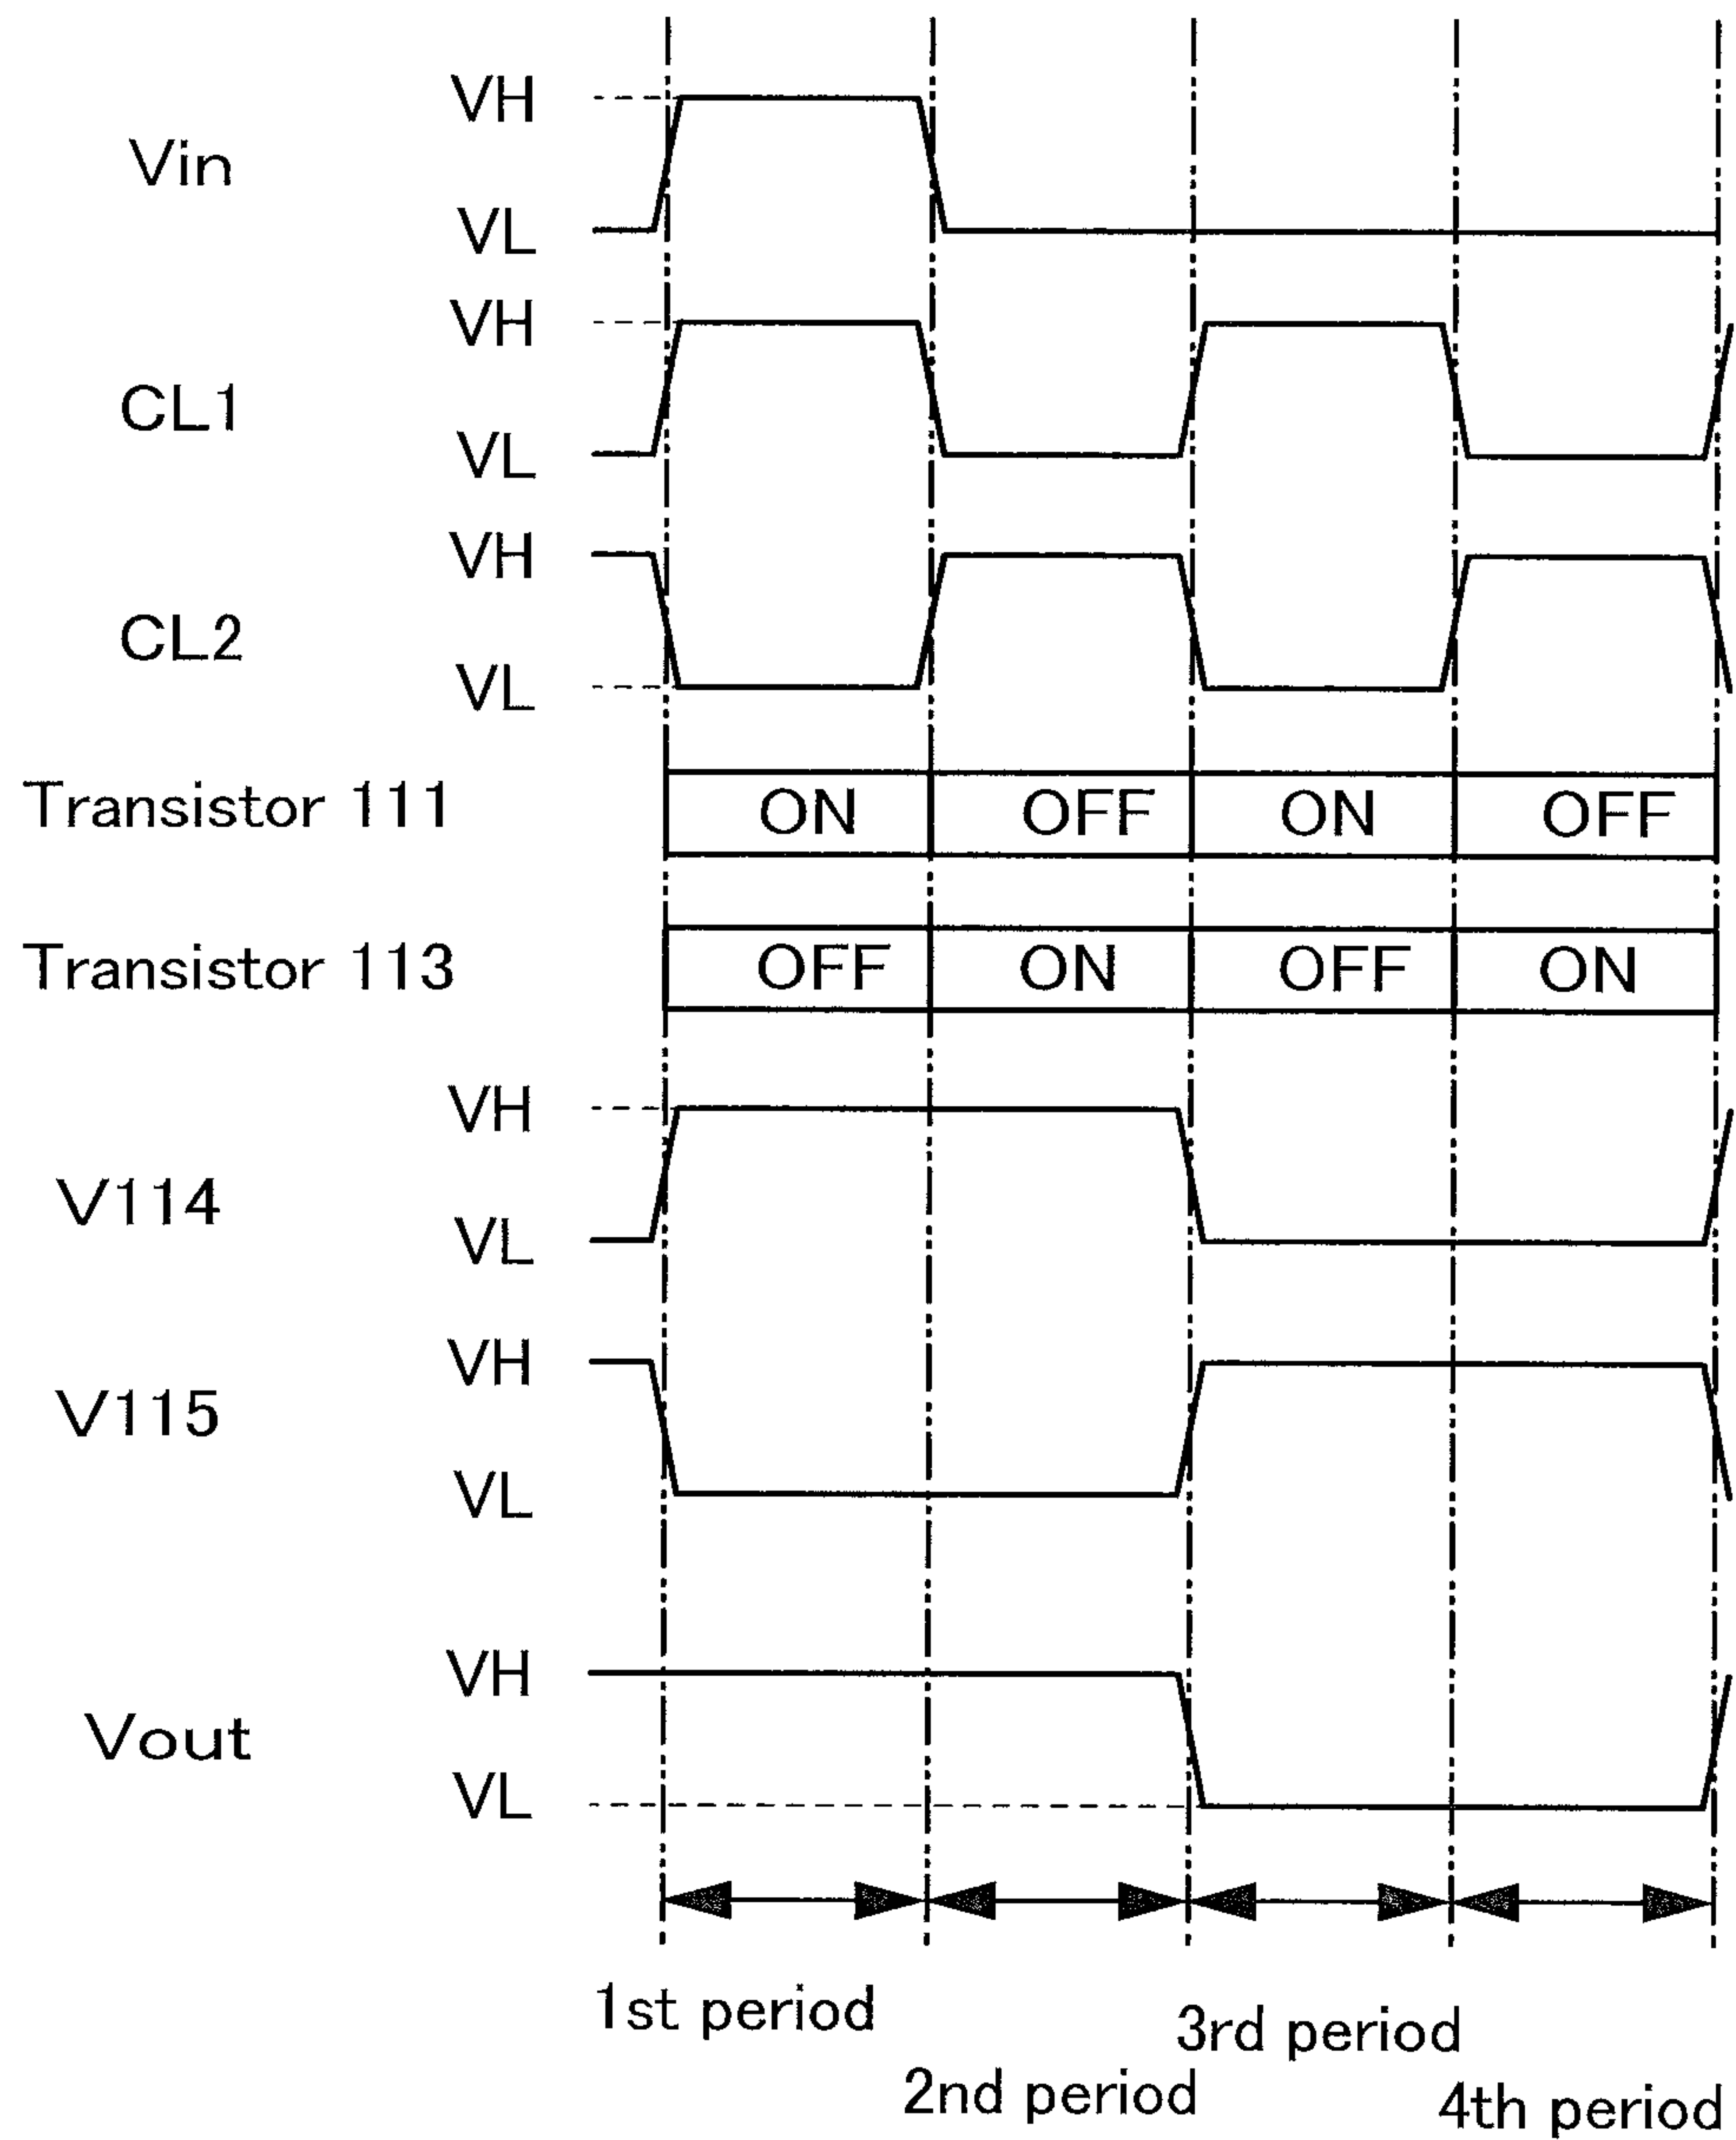 VH
Vin
VL
VH
CL1
VL
VH
CL2
VL
Transistor 111 ON OFF ON OFF
Transistor 113 OFF ON OFF ON
VH
V114
VL
VH
V115
VL
VH
Vout
VL
1st period
3rd period
2nd period
4th period